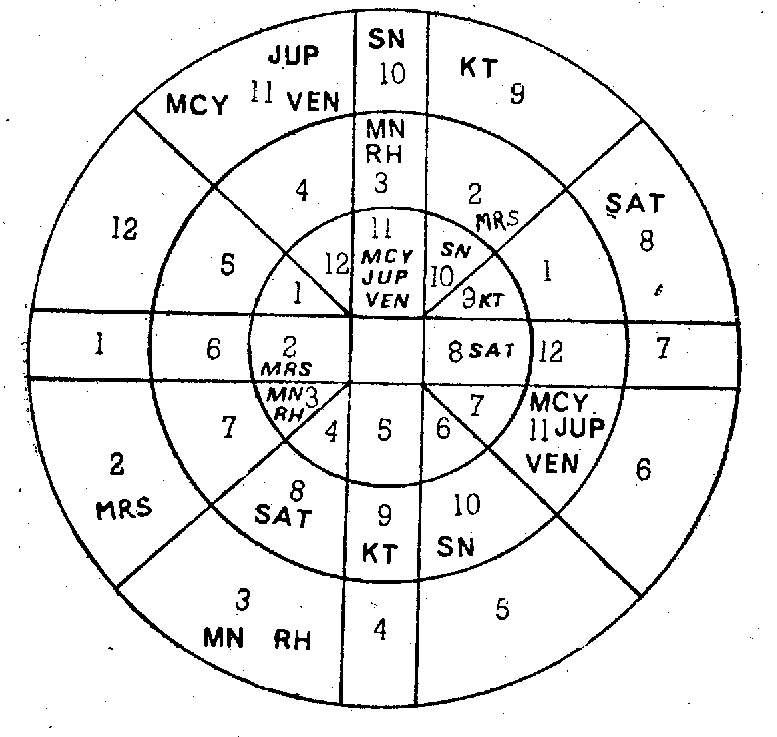 JUP
MCY 11 VEN
SN
10
KT
9
MN
RH
3
4
2
MRS
SAT
8
12
5
11
MCY
JUP
VEN
12
1
SN
10
9 KT
1
1
6
2
MRS
8 SAT
12
7
MN 3
RH
4
5
6
7
7
MCY
11 JUP
VEN
2
MRS
6
8
SAT
9
KT
10
SN
3
MN RH
4
5